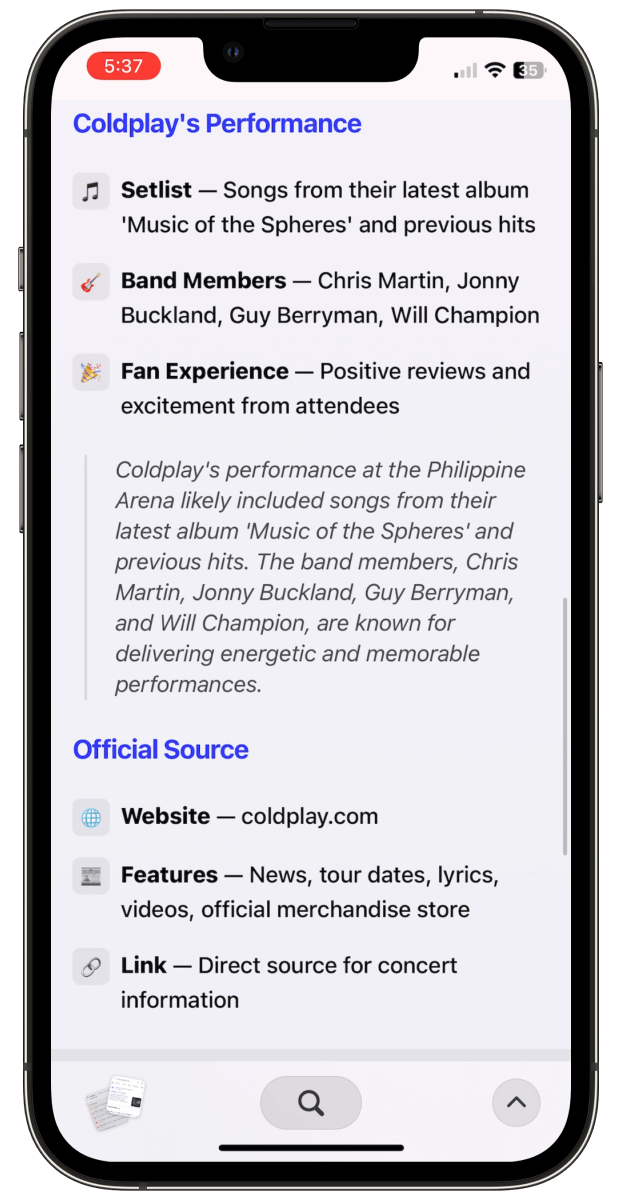 5:37
35
Coldplay's Performance
Setlist — Songs from their latest album
'Music of the Spheres' and previous hits
Band Members — Chris Martin, Jonny
Buckland, Guy Berryman, Will Champion
Fan Experience — Positive reviews and
excitement from attendees
Coldplay's performance at the Philippine
Arena likely included songs from their
latest album 'Music of the Spheres' and
previous hits. The band members, Chris
Martin, Jonny Buckland, Guy Berryman,
and Will Champion, are known for
delivering energetic and memorable
performances.
Official Source
Website — coldplay.com
Features — News, tour dates, lyrics,
videos, official merchandise store
Link — Direct source for concert
information